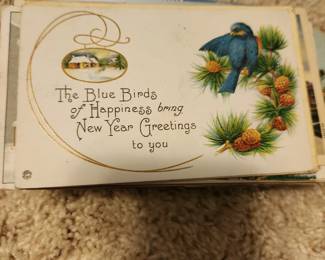 The Blue Birds
of Happiness bring
New Year Greetings
to you